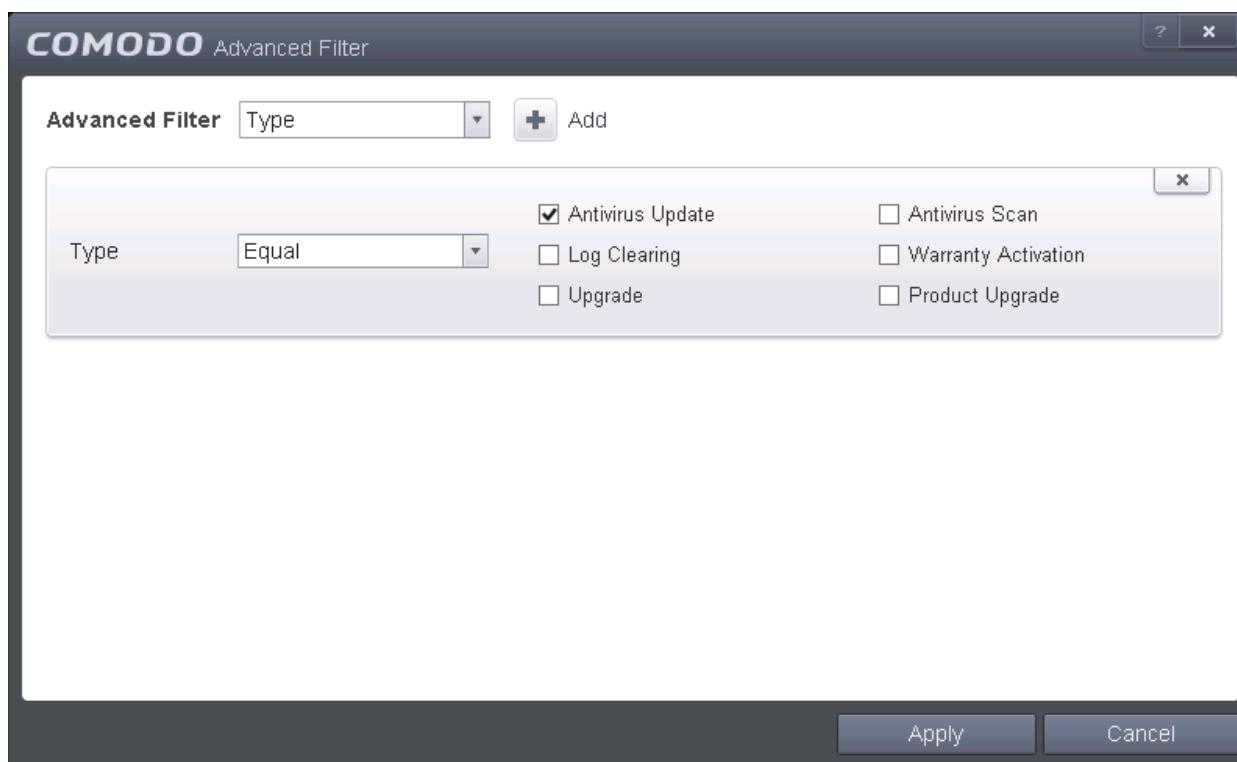 COMODO Advanced Filter
?
Advanced Filter Type Add
Antivirus Update Antivirus Scan
Type Equal Log Clearing Warranty Activation
Upgrade Product Upgrade
Apply Cancel